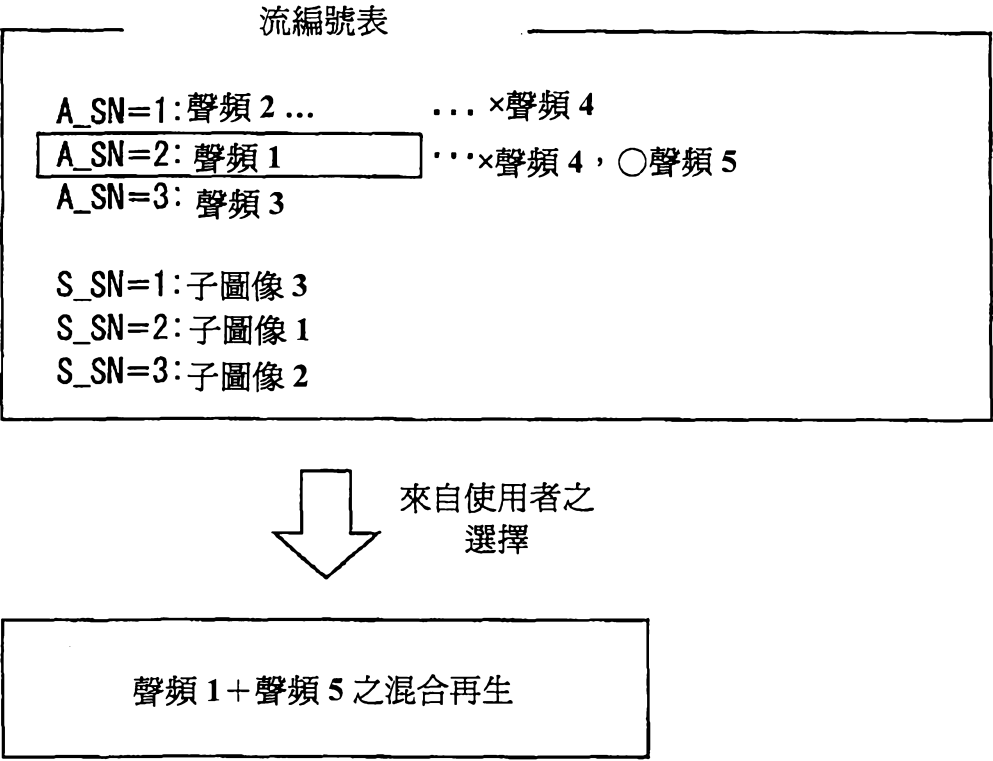 流編號表
A_SN=1:聲頻 2 ... ... ×聲頻 4
A_SN=2: 聲頻 1 ···×聲頻 4，○聲頻 5
A_SN=3: 聲頻 3
S_SN=1:子圖像 3
S_SN=2:子圖像 1
S_SN=3:子圖像 2
來自使用者之
選擇
聲頻 1＋聲頻 5 之混合再生